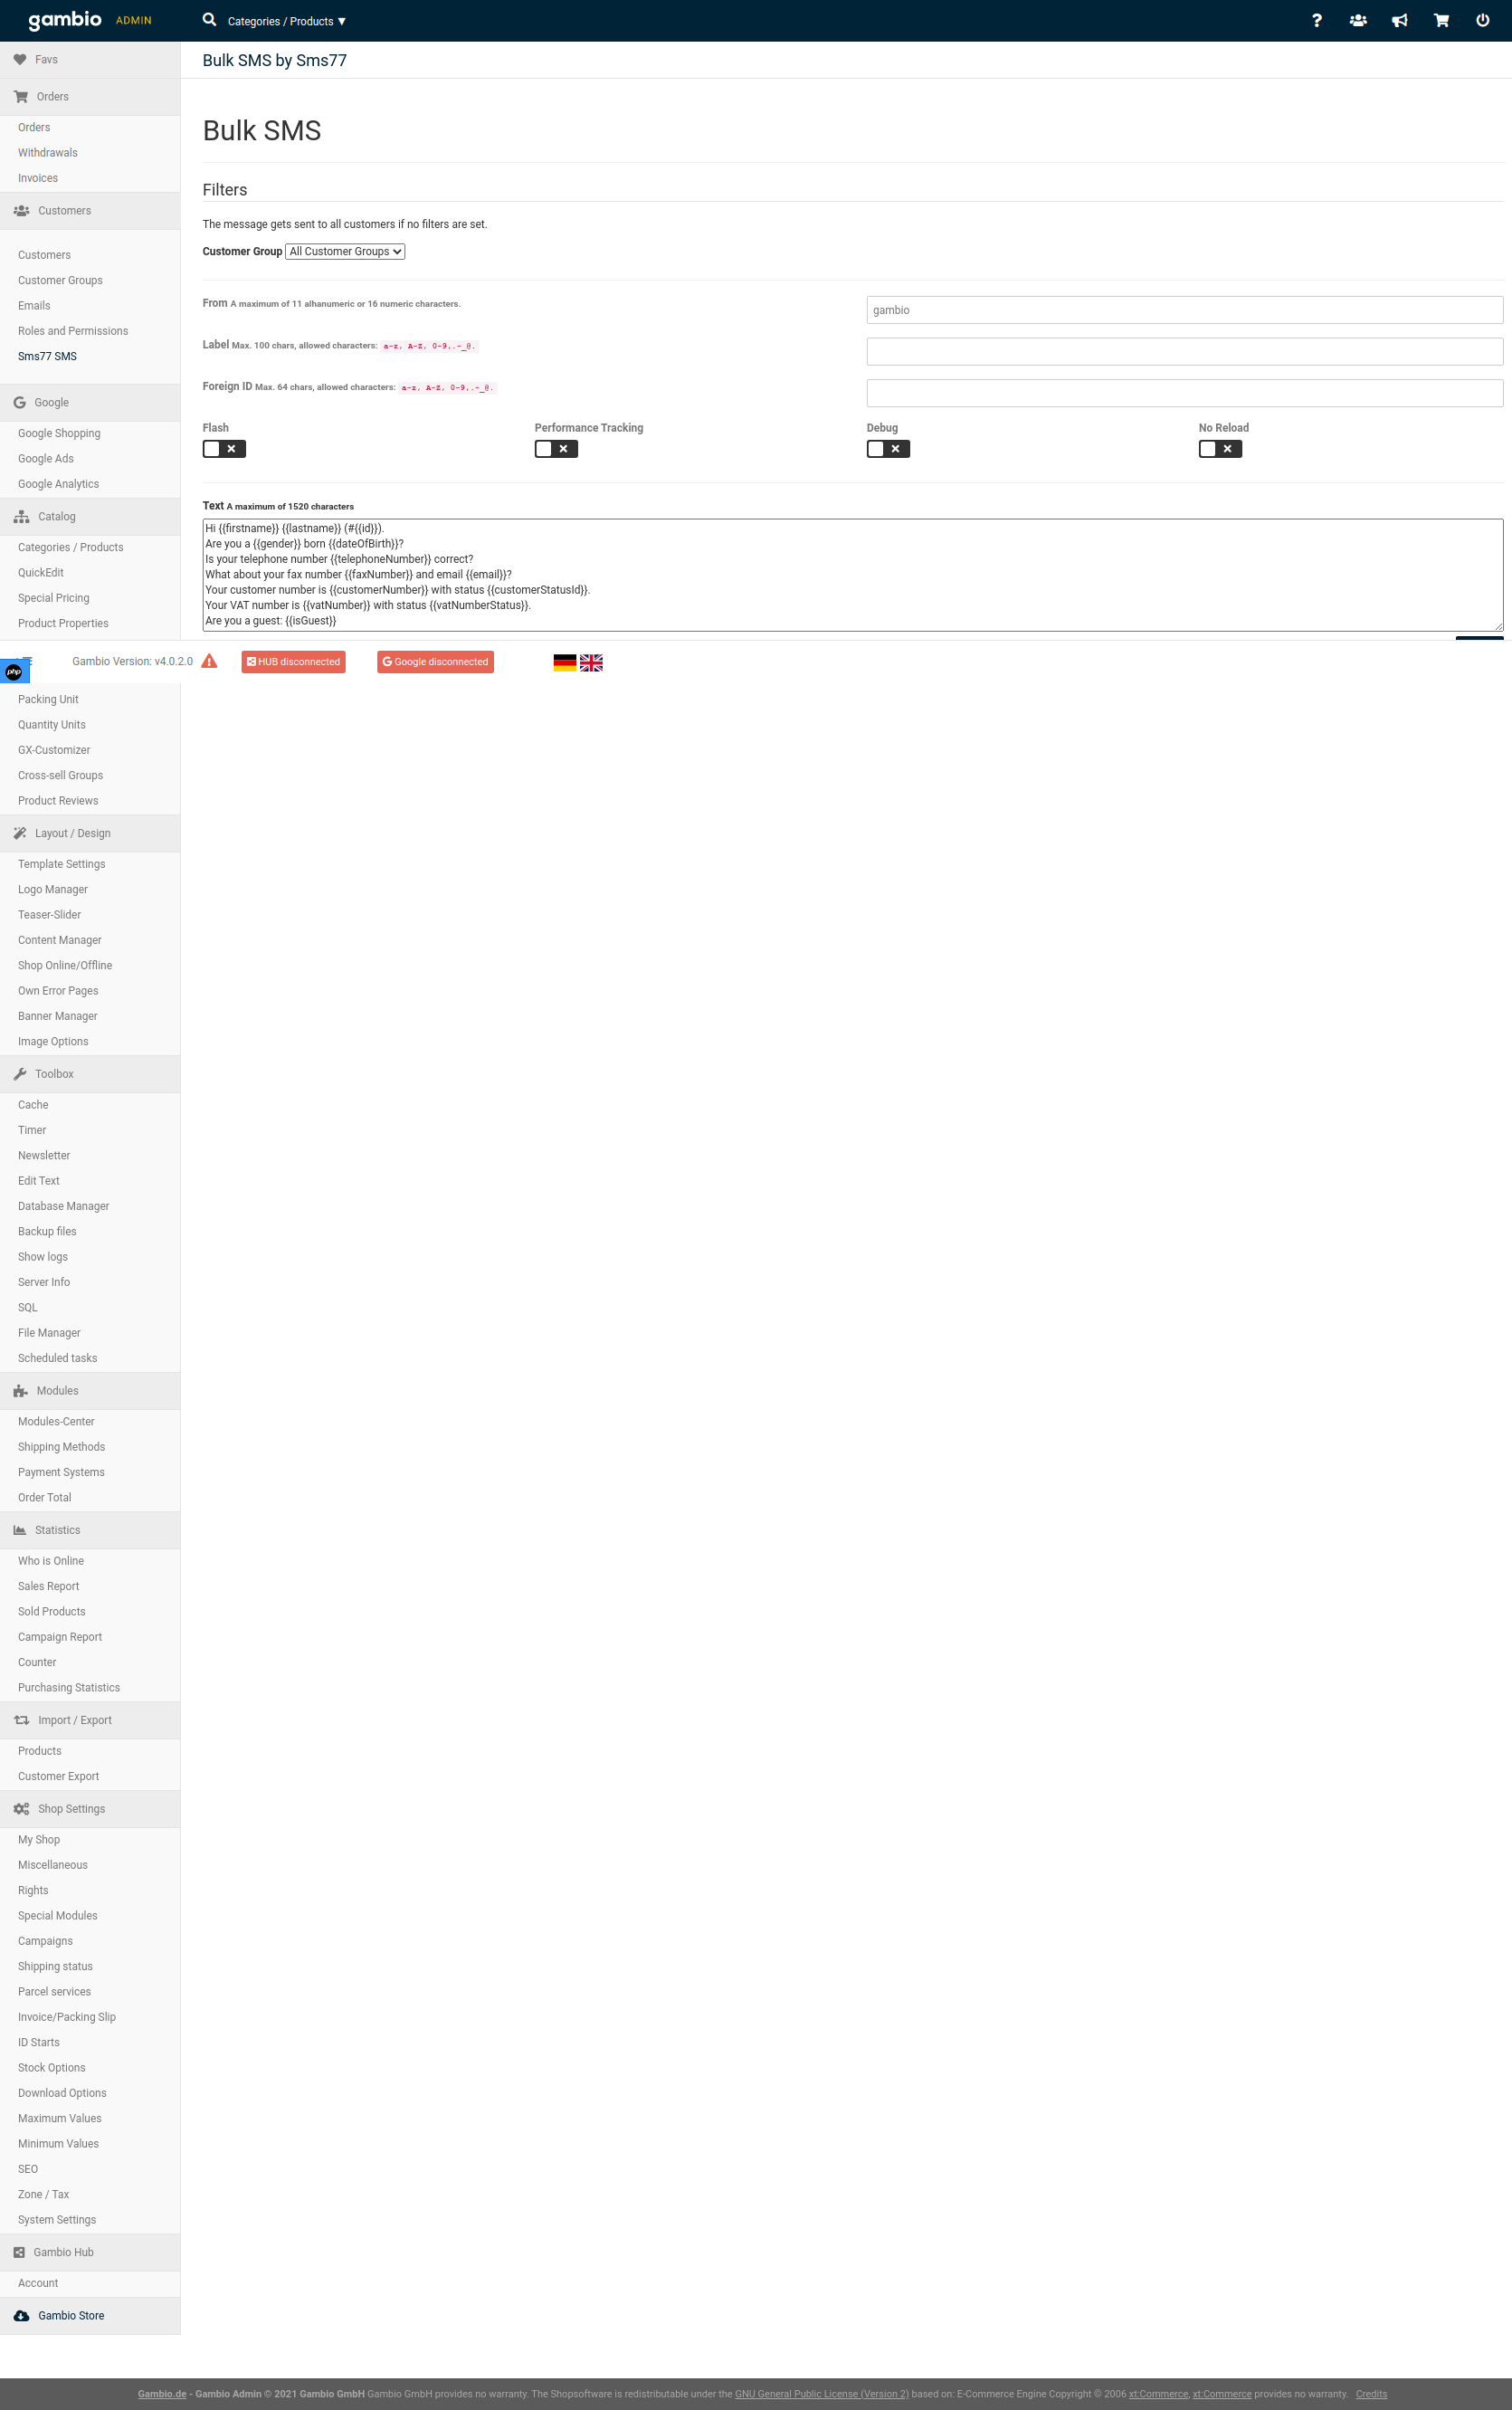 gambio ADMIN Categories / Products ▼
Favs
Bulk SMS by Sms77
Orders
Orders
Withdrawals
Invoices
Customers
Customers
Customer Groups
Emails
Roles and Permissions
Sms77 SMS
Google
Google Shopping
Google Ads
Google Analytics
Catalog
Categories / Products
QuickEdit
Special Pricing
Product Properties
Bulk SMS
Filters
The message gets sent to all customers if no filters are set.
Customer Group All Customer Groups
From A maximum of 11 alhanumeric or 16 numeric characters.
gambio
Label Max. 100 chars, allowed characters: a-z, A-Z, 0-9,.-_@.
Foreign ID Max. 64 chars, allowed characters: a-z, A-Z, 0-9,.-_@.
Flash Performance Tracking Debug No Reload
Text A maximum of 1520 characters
Hi {{firstname}} {{lastname}} (#{{id}}).
Are you a {{gender}} born {{dateOfBirth}}?
Is your telephone number {{telephoneNumber}} correct?
What about your fax number {{faxNumber}} and email {{email}}?
Your customer number is {{customerNumber}} with status {{customerStatusId}}.
Your VAT number is {{vatNumber}} with status {{vatNumberStatus}}.
Are you a guest: {{isGuest}}
php
Gambio Version: v4.0.2.0 HUB disconnected Google disconnected
Packing Unit
Quantity Units
GX-Customizer
Cross-sell Groups
Product Reviews
Layout / Design
Template Settings
Logo Manager
Teaser-Slider
Content Manager
Shop Online/Offline
Own Error Pages
Banner Manager
Image Options
Toolbox
Cache
Timer
Newsletter
Edit Text
Database Manager
Backup files
Show logs
Server Info
SQL
File Manager
Scheduled tasks
Modules
Modules-Center
Shipping Methods
Payment Systems
Order Total
Statistics
Who is Online
Sales Report
Sold Products
Campaign Report
Counter
Purchasing Statistics
Import / Export
Products
Customer Export
Shop Settings
My Shop
Miscellaneous
Rights
Special Modules
Campaigns
Shipping status
Parcel services
Invoice/Packing Slip
ID Starts
Stock Options
Download Options
Maximum Values
Minimum Values
SEO
Zone / Tax
System Settings
Gambio Hub
Account
Gambio Store
Gambio.de - Gambio Admin © 2021 Gambio GmbH Gambio GmbH provides no warranty. The Shopsoftware is redistributable under the GNU General Public License (Version 2) based on: E-Commerce Engine Copyright © 2006 xt:Commerce, xt:Commerce provides no warranty. Credits